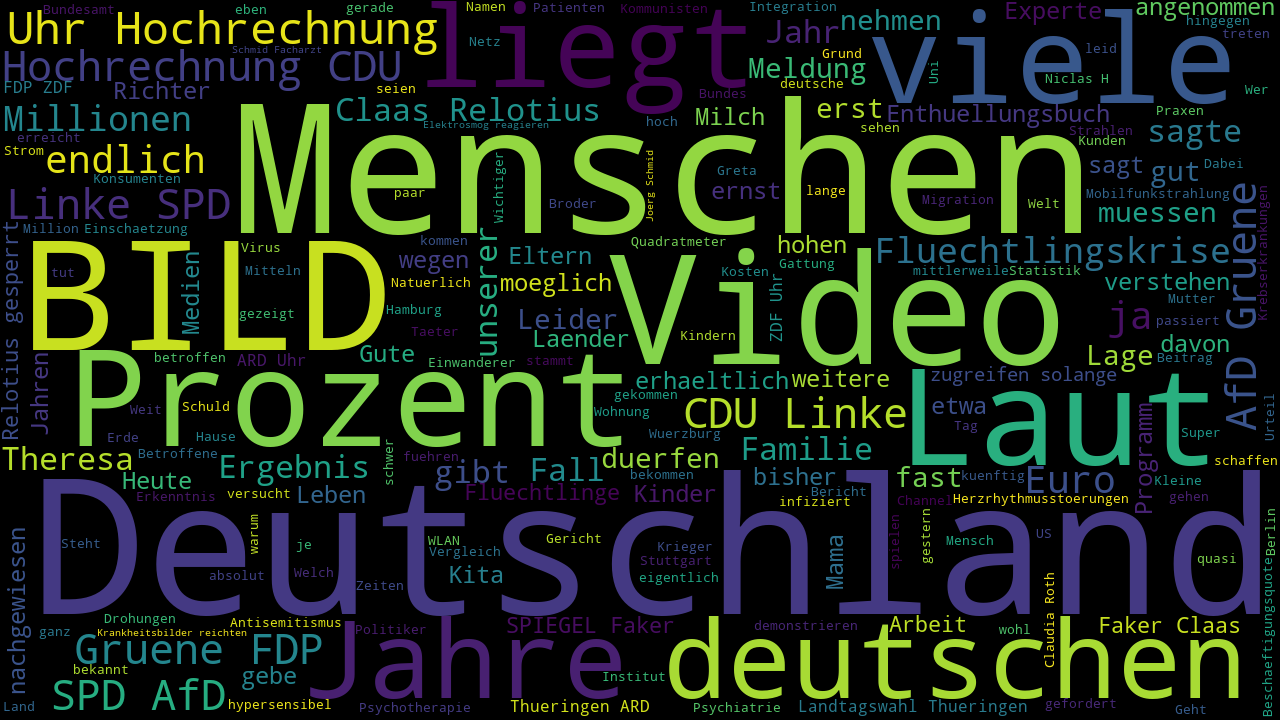 Bundesamt
eben
gerade
Namen
Patienten
Kommunisten
Integration
Experte
angenommen
Uhr Hochrechnung
liegt
Jahr
nehmen
hingegen
treten
viele
Netz
Schmid Facharzt
Hochrechnung CDU
Grund
leid
Meldung
Uni
Niclas H
FDP ZDF
Richter
seien
Bundes
deutsche
Wer
Millionen
Claas Relotius
Milch
erst
Enthuellungsbuch
Praxen
Elektrosmog reagieren
hoch
sehen
Strahlen
sagte
erreicht
Kunden
Strom
endlich
Menschen
Joerg Schmid
Wichtiger
sagt
gut
Dabei
Konsumenten
Greta
Linke SPD
paar
Broder
ernst
lange
Welt
Migration
Mobilfunkstrahlung
muessen
Million
Einschaetzung
Krebserkrankungen
Gruene
Relotius gesperrt
BILD
Virus
kommen
unserer
Quadratmeter
hohen
Fluechtlingskrise
Medien
wegen
Eltern
Video
Gattung
tut
Mitteln
Kosten
mittlerweile
Statistik
Natuerlich
moeglich
ZDF Uhr
verstehen
Mutter
gezeigt
Hamburg
Leider
ja
passiert
Taeter
Laender
Kindern
davon
Jahren
betroffen
ARD Uhr
Gute
Einwanderer
stammt
Lage
Beitrag
AfD
Prozent
erhaeltlich
weitere
Laut
zugreifen solange
Urteil
gekommen
Weit
Schuld
Wohnung
CDU Linke
etwa
Tag
Erde
Hause
Wuerzburg
Super
Theresa
Betroffene
schwer
fuehren
Familie
Programm
Heute
Ergebnis
gibt
Fall
duerfen
bisher
fast
kuenftig
Euro
schaffen
bekommen
Kleine
Erkenntnis
versucht
Leben
Fluechtlinge
Kinder
Bericht
infiziert
Channel
Herzrhythmusstoerungen
gehen
Deutschland
nachgewiesen
Steht
warum
je
WLAN
Vergleich
Gericht
Krieger
Stuttgart
Mama
spielen
gestern
Mensch
US
quasi
Berlin
Beschaeftigungsquote
absolut
Welch
Zeiten
Kita
eigentlich
Claudia Roth
Drohungen
Antisemitismus
ganz
Krankheitsbilder reichten
Jahre
Politiker
SPIEGEL Faker
demonstrieren
Arbeit
wohl
Faker Claas
Gruene FDP
deutschen
bekannt
gebe
Institut
SPD AfD
Land
hypersensibel
Psychotherapie
Thueringen ARD
Psychiatrie
Landtagswahl Thueringen
gefordert
Geht